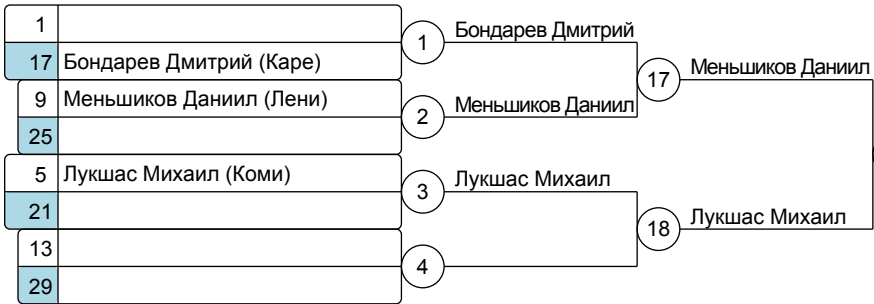 1
17 Бондарев Дмитрий (Каре)
9 Меньшиков Даниил (Лени)
25
5 Лукшас Михаил (Коми)
21
13
29
1 Бондарев Дмитрий
2 Меньшиков Даниил
3 Лукшас Михаил
4
17 Меньшиков Даниил
18 Лукшас Михаил